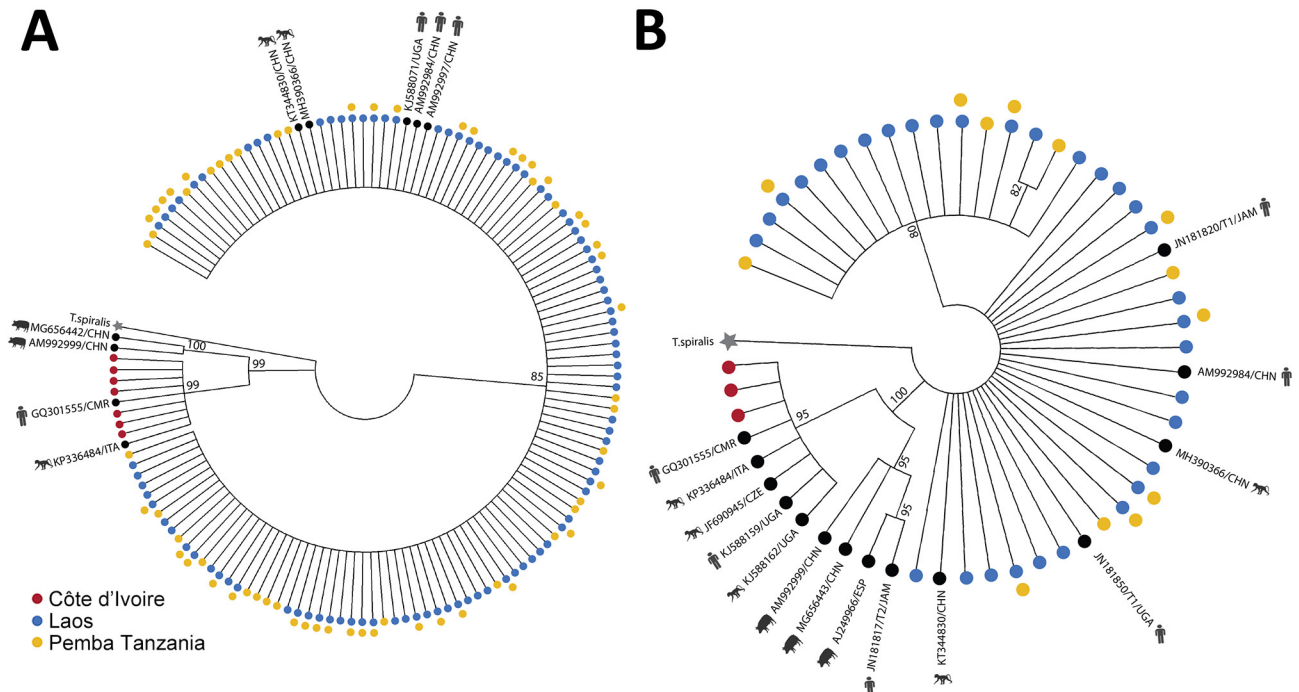 A
KT344830/CHN
MH390366/CHN
KJ588071/UGA
AM992984/CHN
AM992997/CHN
T.spiralis
MG656442/CHN
AM992999/CHN
GQ301555/CMR
KP336484/ITA
100
99
99
85
Côte d'Ivoire
Laos
Pemba Tanzania
B
80
82
JN181820/T1/JAM
AM992984/CHN
MH390366/CHN
JN181850/T1/UGA
KT344830/CHN
JN181817/T2/JAM
AJ249966/ESP
MG656443/CHN
AM992999/CHN
KJ588162/UGA
KJ588159/UGA
JF690945/CZE
KP336484/ITA
GQ301555/CMR
T.spiralis
100
95
95
95